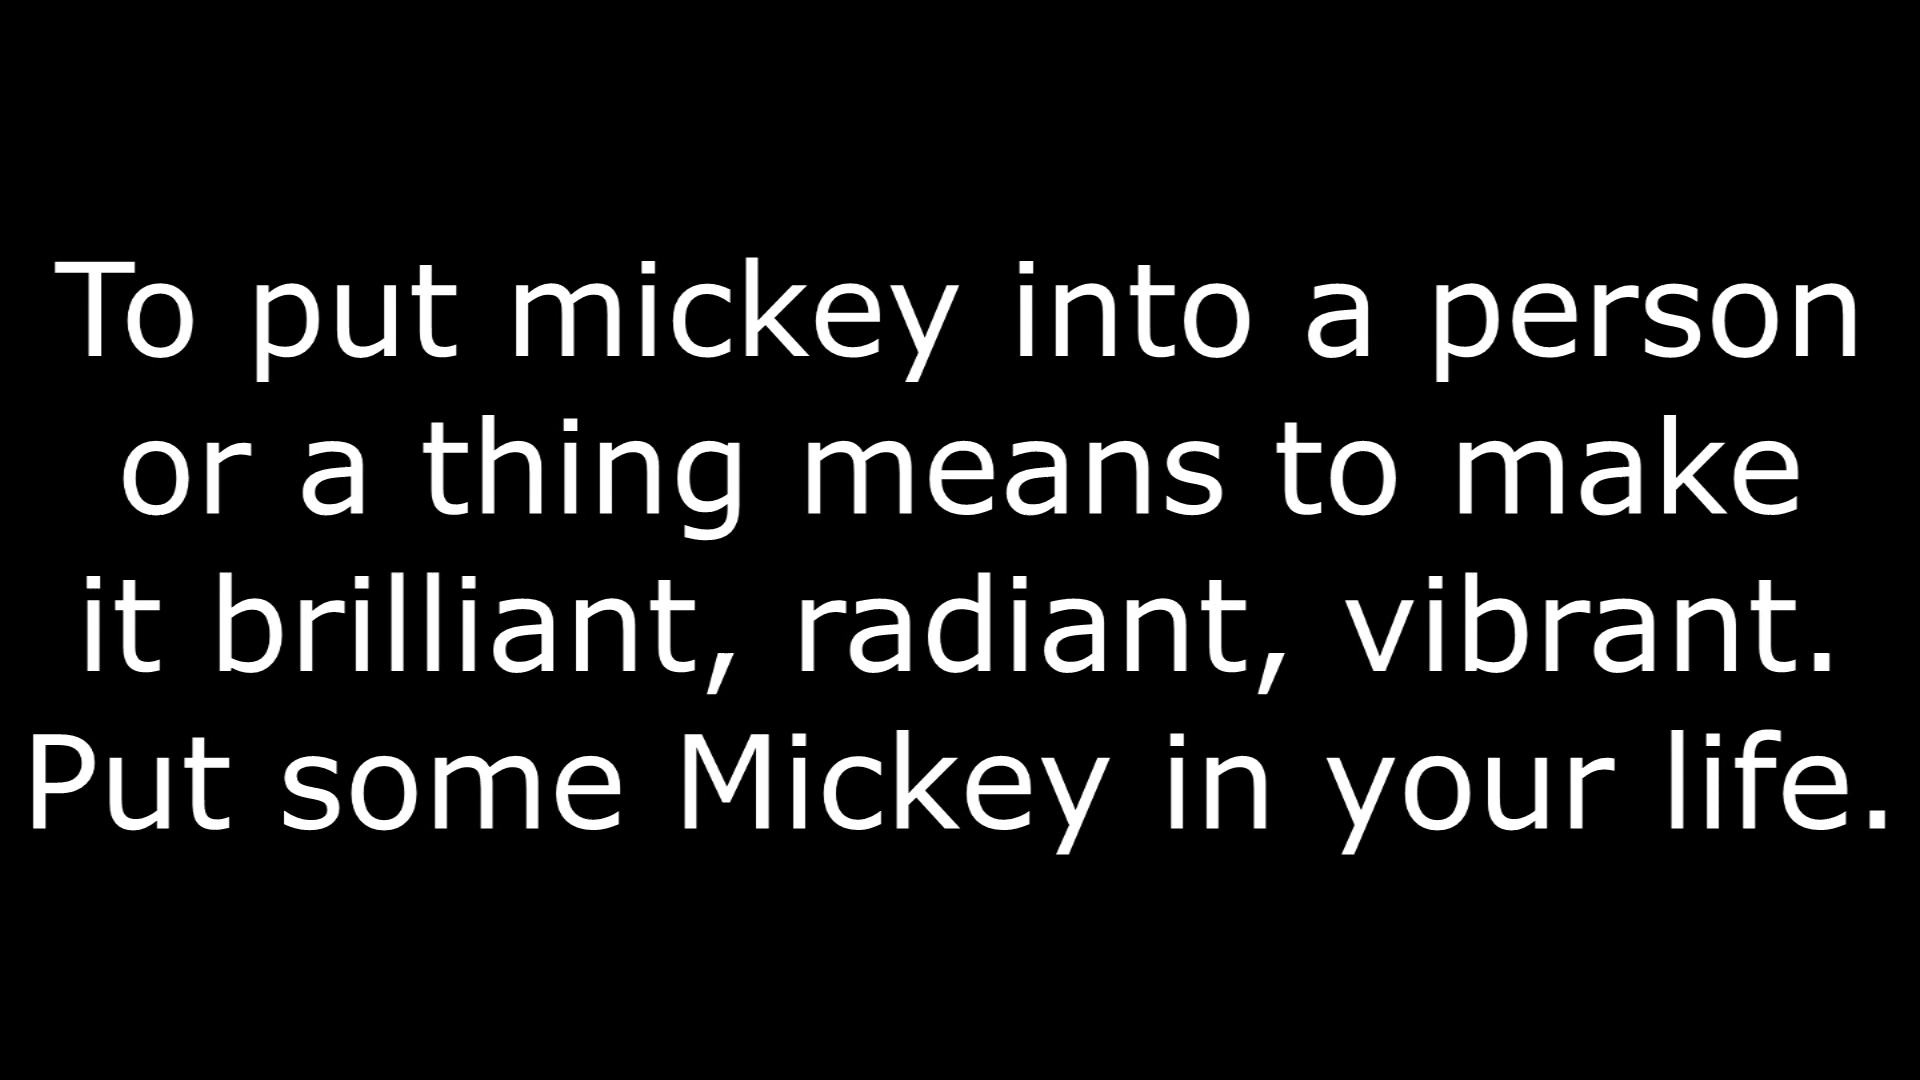 To put mickey into a person
or a thing means to make
it brilliant, radiant, vibrant.
Put some Mickey in your life.